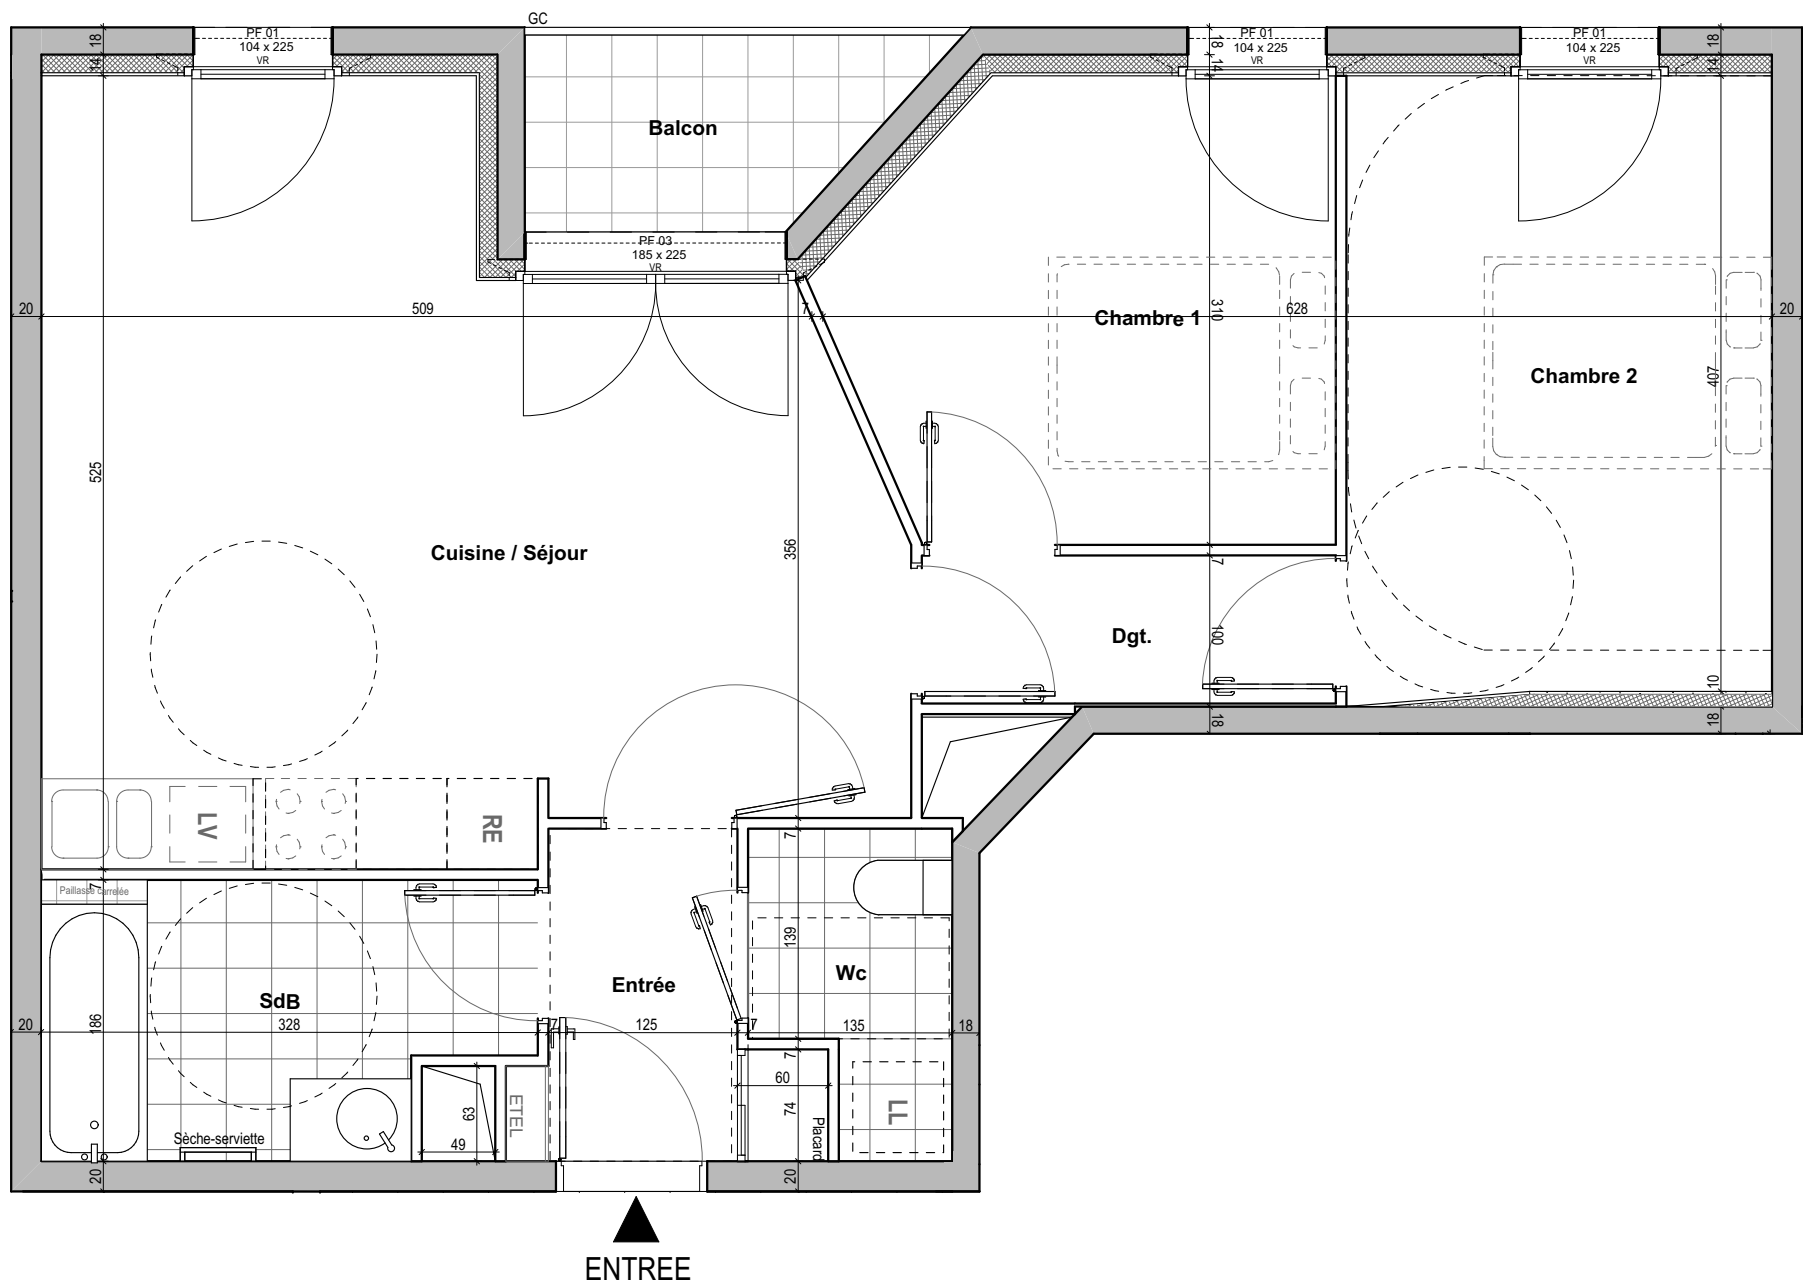 GC
PF 01
104 x 225
VR
PF 01
104 x 225
VR
PF 01
104 x 225
VR
18
14
18
14
18
14
Balcon
PF 03
185 x 225
VR
20
509
7
628
20
310
Chambre 1
Chambre 2
407
525
356
Cuisine / Séjour
7
100
Dgt.
10
18
18
LV
RE
7
7
Paillasse carrelée
139
Wc
Entrée
SdB
186
20
328
7
125
7
135
18
7
60
74
63
49
ETEL
Placard
LL
Sèche-serviette
20
20
ENTREE